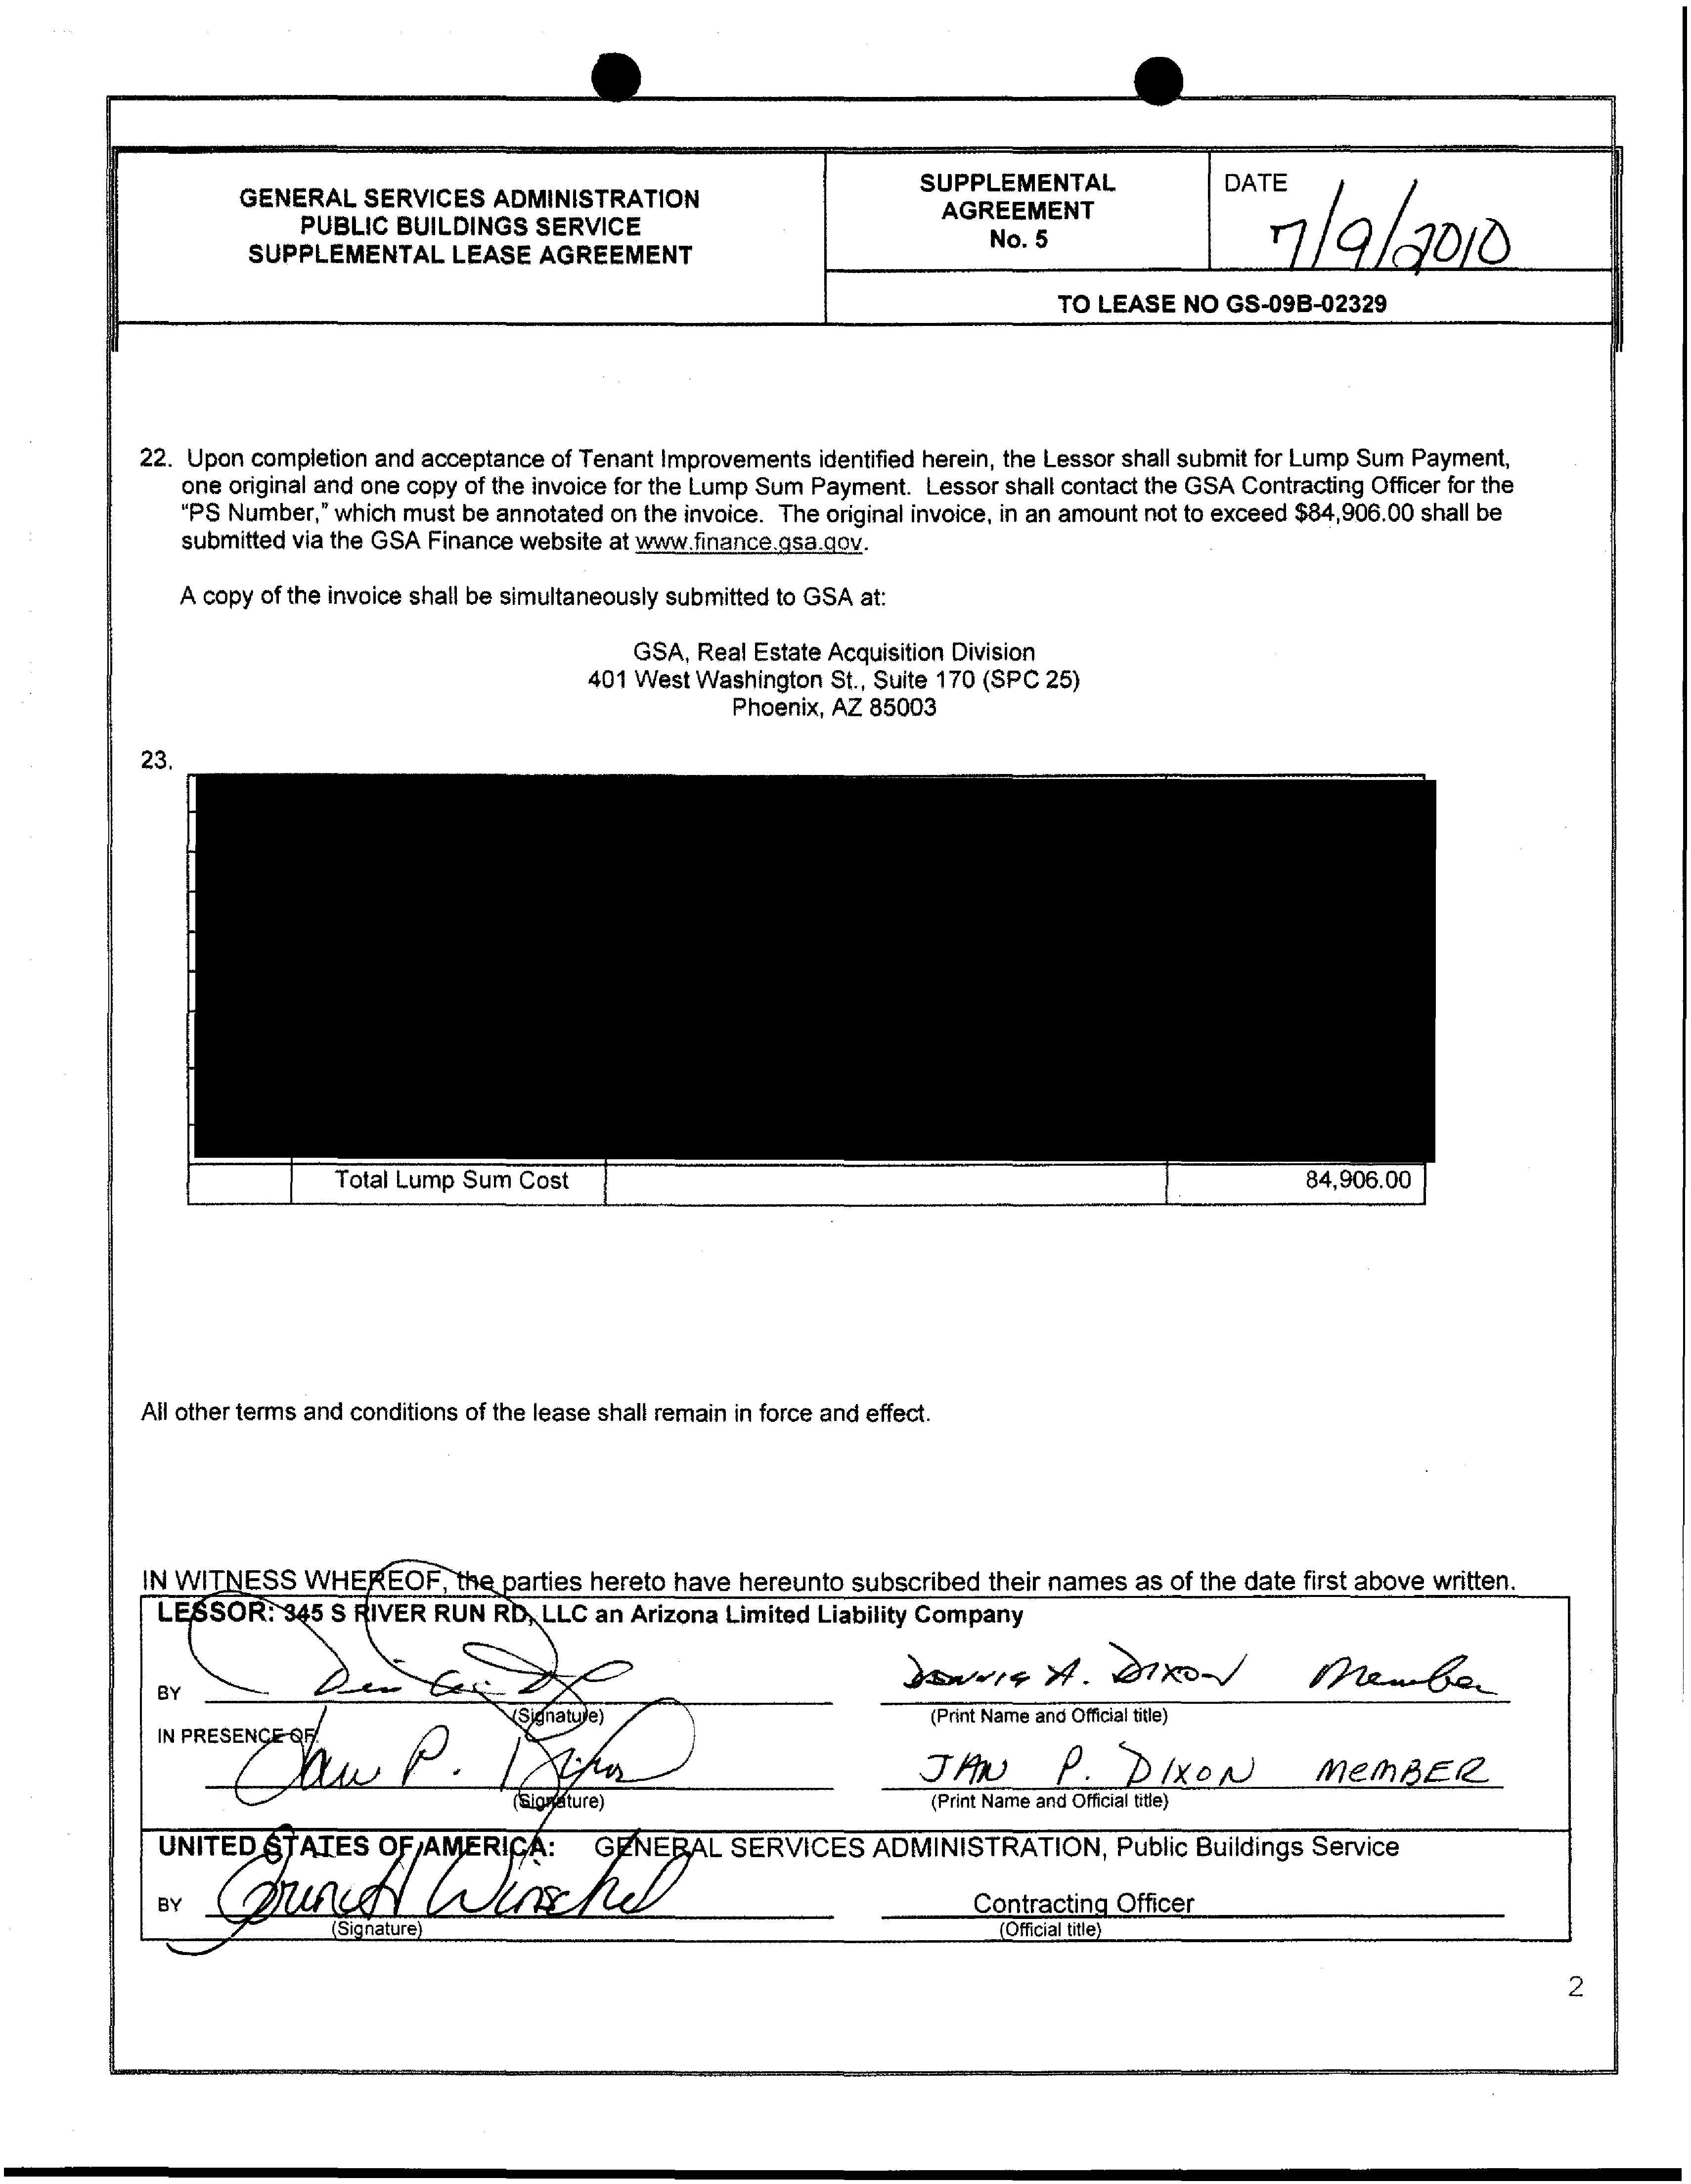 GENERAL SERVICES ADMINISTRATION
PUBLIC BUILDINGS SERVICE
SUPPLEMENTAL LEASE AGREEMENT
SUPPLEMENTAL
AGREEMENT
No. 5
DATE
7/9/2010
TO LEASE NO GS-09B-02329
22. Upon completion and acceptance of Tenant Improvements identified herein, the Lessor shall submit for Lump Sum Payment,
one original and one copy of the invoice for the Lump Sum Payment. Lessor shall contact the GSA Contracting Officer for the
"PS Number," which must be annotated on the invoice. The original invoice, in an amount not to exceed $84,906.00 shall be
submitted via the GSA Finance website at www.finance.gsa.gov.
A copy of the invoice shall be simultaneously submitted to GSA at:
GSA, Real Estate Acquisition Division
401 West Washington St., Suite 170 (SPC 25)
Phoenix, AZ 85003
23.
Total Lump Sum Cost 84,906.00
All other terms and conditions of the lease shall remain in force and effect.
IN WITNESS WHEREOF, the parties hereto have hereunto subscribed their names as of the date first above written.
LESSOR: 345 S RIVER RUN RD, LLC an Arizona Limited Liability Company
BY DENNIS A. DIXON Member
(Signature) (Print Name and Official title)
IN PRESENCE OF:
Jan P. Dixon JAN P. DIXON MEMBER
(Signature) (Print Name and Official title)
UNITED STATES OF AMERICA: GENERAL SERVICES ADMINISTRATION, Public Buildings Service
BY Winschel Contracting Officer
(Signature) (Official title)
2